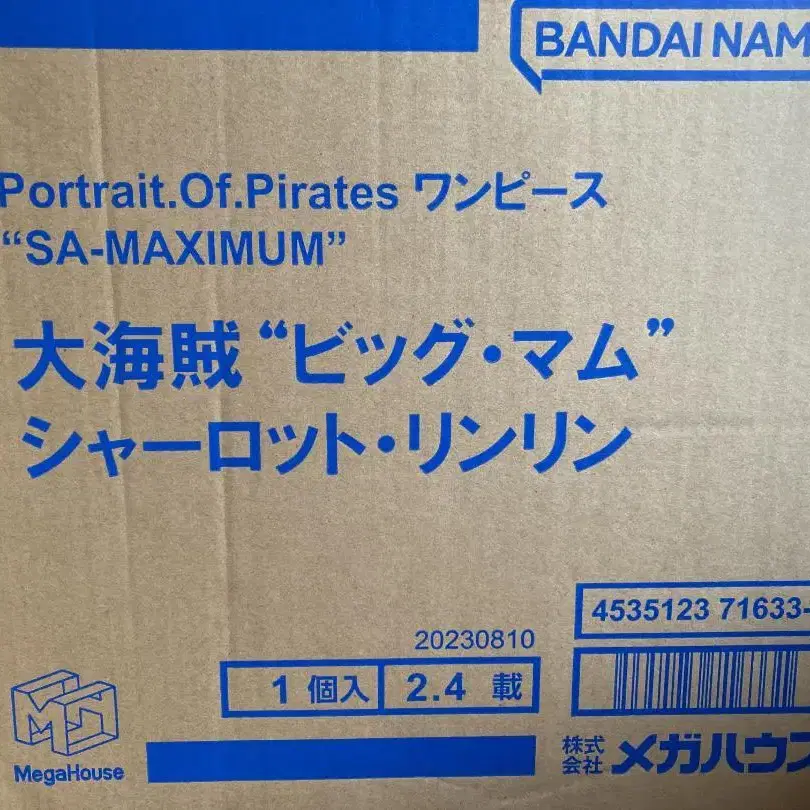 BANDAI NAM
Portrait.Of.Pirates ワンピース
“SA-MAXIMUM”
大海賊“ビッグ・マム”
シャーロット・リンリン
4535123 71633-
20230810
1 個入 2.4 載
MegaHouse
株式会社 メガハウス